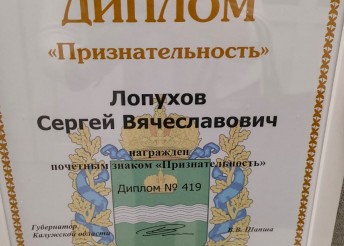 ДИПЛОМ
«Признательность»
Лопухов
Сергей Вячеславович
награжден
почетным знаком «Признательность»
Диплом № 419
Губернатор
Калужской области
В.В. Шапша